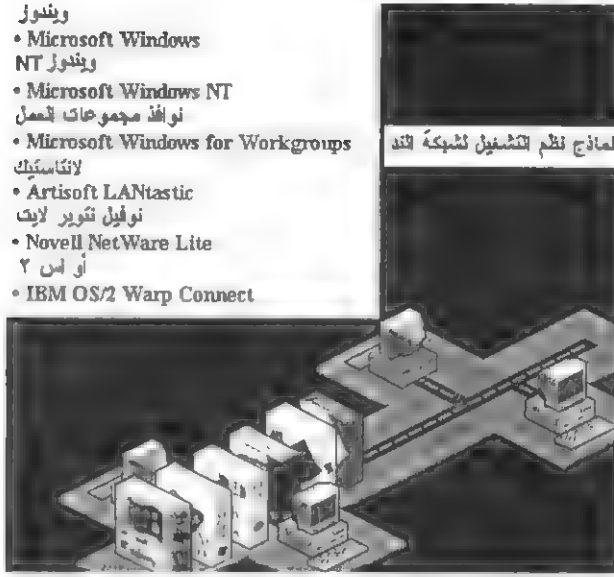 ويندوز
• Microsoft Windows
ويندوز NT
• Microsoft Windows NT
نوافذ مجموعات العمل
• Microsoft Windows for Workgroups
لانتاستيك
• Artisoft LANtastic
نوفيل نتوير لايت
• Novell NetWare Lite
أو اس ٢
• IBM OS/2 Warp Connect
نماذج نظم التشغيل لشبكة الند